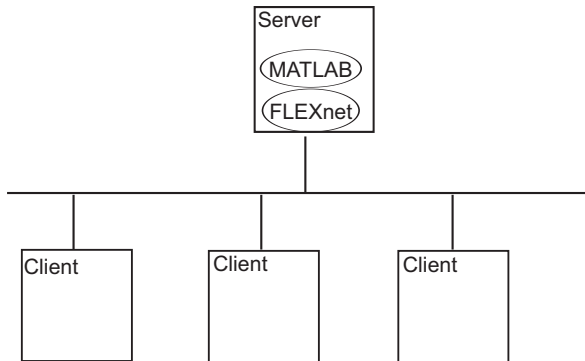 Server
MATLAB
FLEXnet
Client
Client
Client